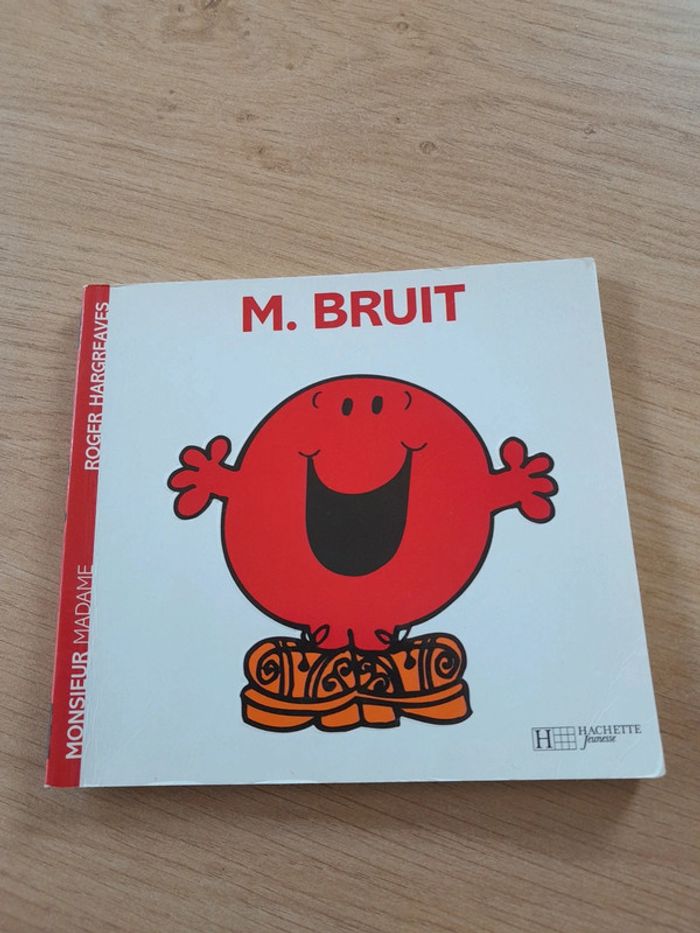 M. BRUIT
ROGER HARGREAVES
MONSIEUR MADAME
H HACHETTE
Jeunesse